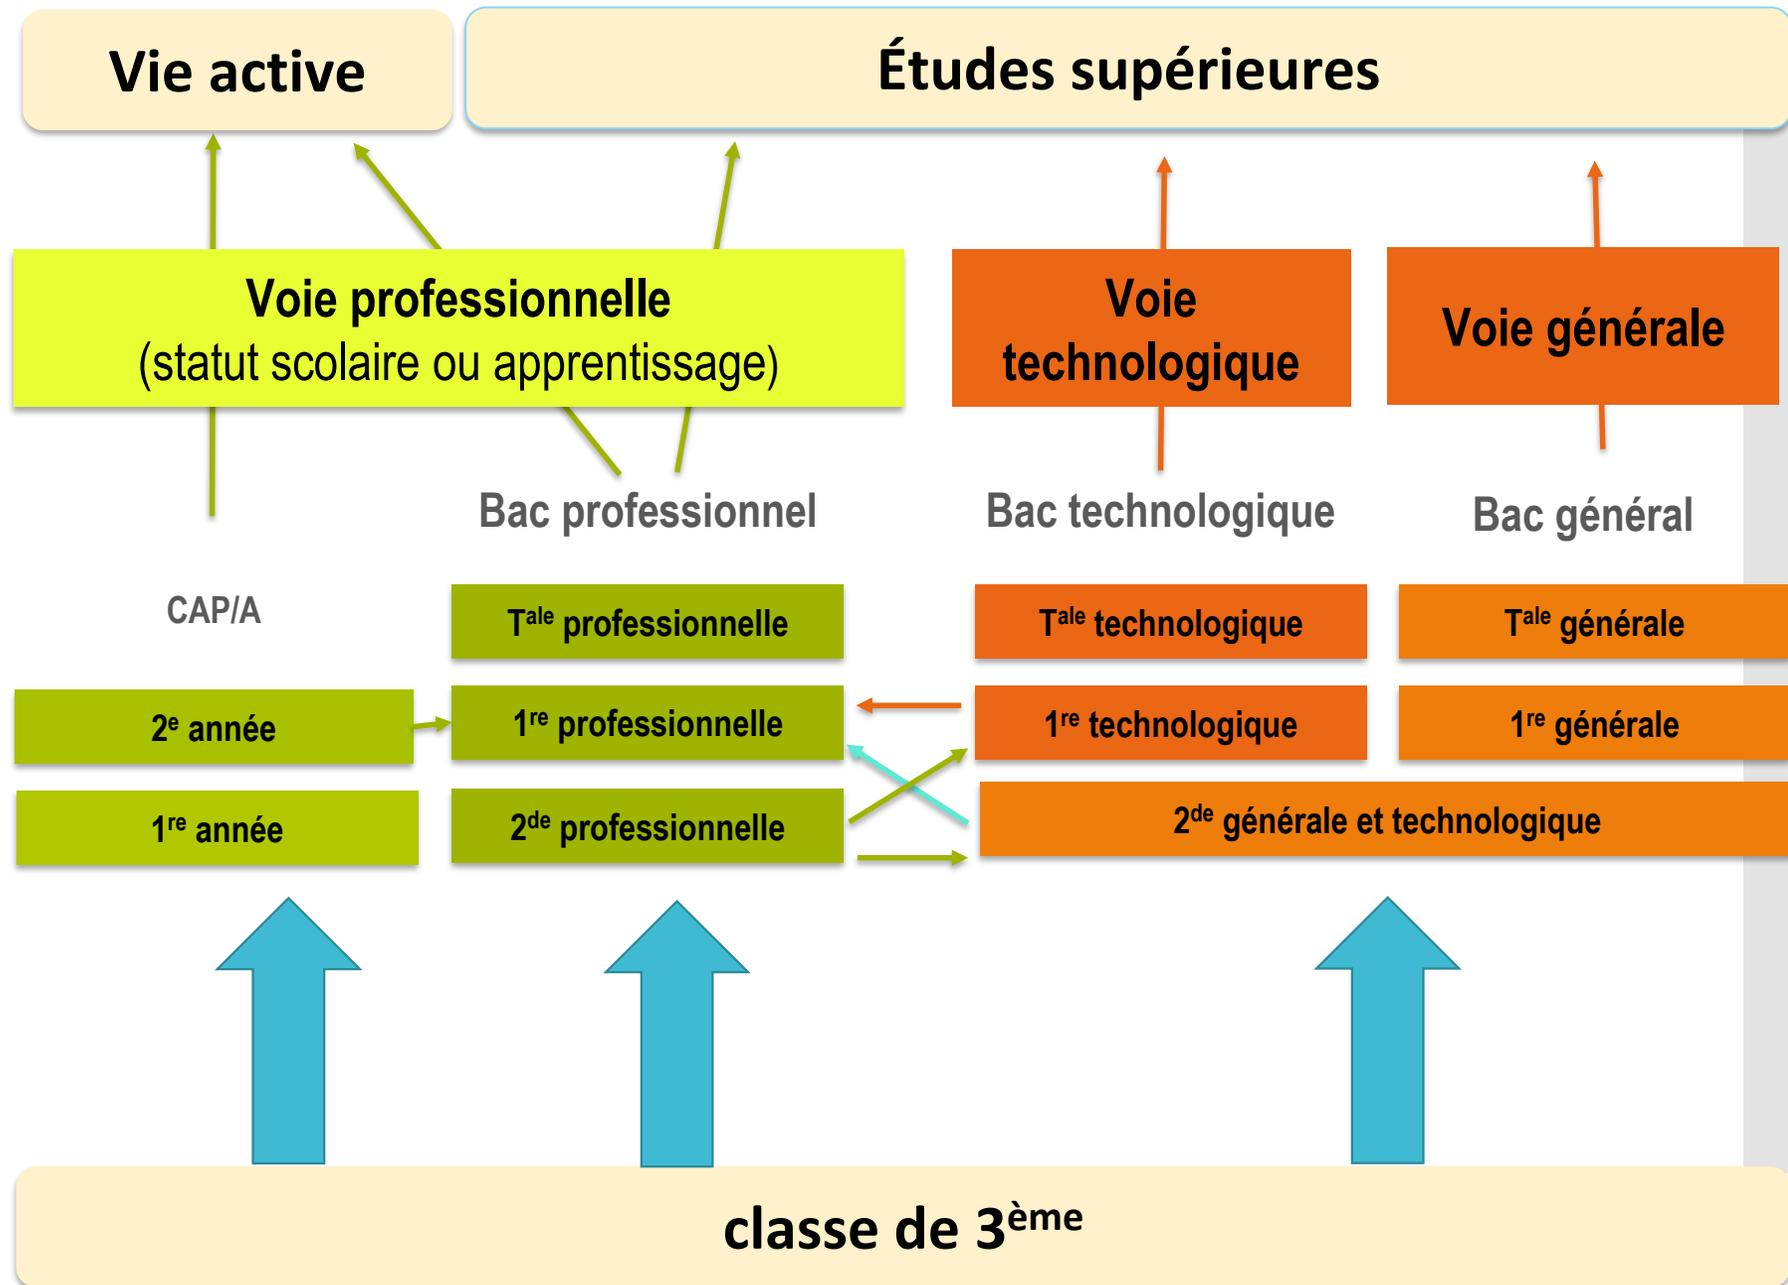 Vie active
Études supérieures
Voie professionnelle
(statut scolaire ou apprentissage)
Voie
technologique
Voie générale
Bac professionnel
Bac technologique
Bac général
CAP/A
Tale professionnelle
Tale technologique
Tale générale
2e année
1re professionnelle
1re technologique
1re générale
1re année
2de professionnelle
2de générale et technologique
classe de 3ème